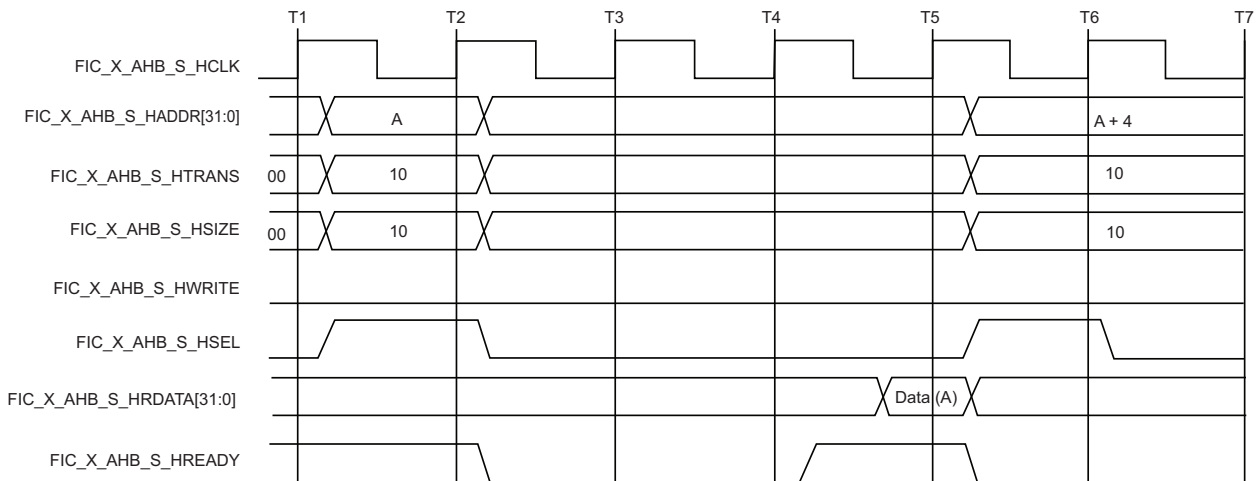 T1 T2 T3 T4 T5 T6 T7
FIC_X_AHB_S_HCLK
FIC_X_AHB_S_HADDR[31:0] A A + 4
FIC_X_AHB_S_HTRANS 00 10 10
FIC_X_AHB_S_HSIZE 00 10 10
FIC_X_AHB_S_HWRITE
FIC_X_AHB_S_HSEL
FIC_X_AHB_S_HRDATA[31:0] Data (A)
FIC_X_AHB_S_HREADY